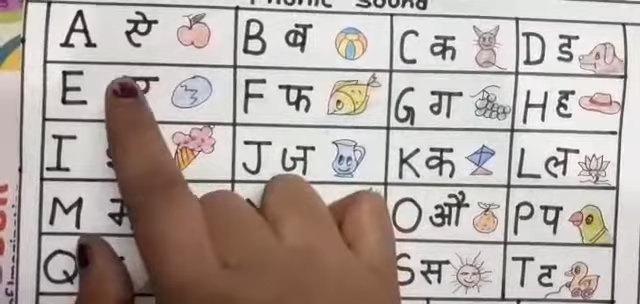 Phonic Sound
A ऐ B ब C क D ड
E F फ G ग H ह
I J ज K क L ल
M O औ P प
Q S स T ट